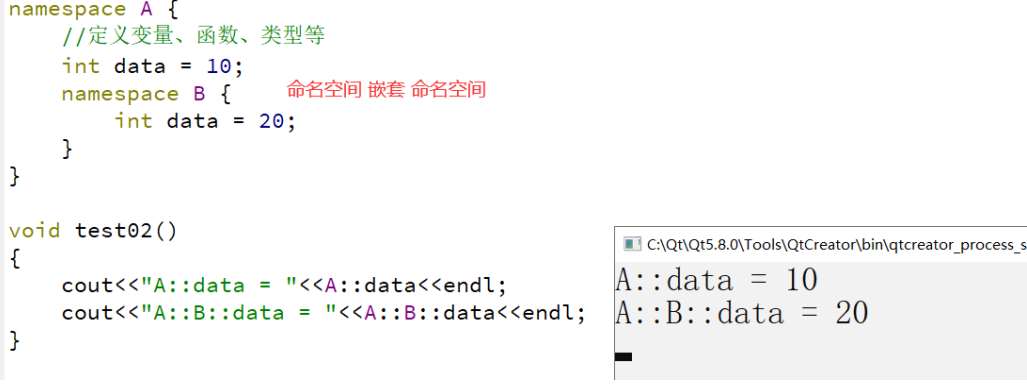 namespace A {
    //定义变量、函数、类型等
    int data = 10;
    namespace B {
命名空间 嵌套 命名空间
        int data = 20;
    }
}
void test02()
{
    cout<<"A::data = "<<A::data<<endl;
    cout<<"A::B::data = "<<A::B::data<<endl;
}
C:\Qt\Qt5.8.0\Tools\QtCreator\bin\qtcreator_process_s
A::data = 10
A::B::data = 20